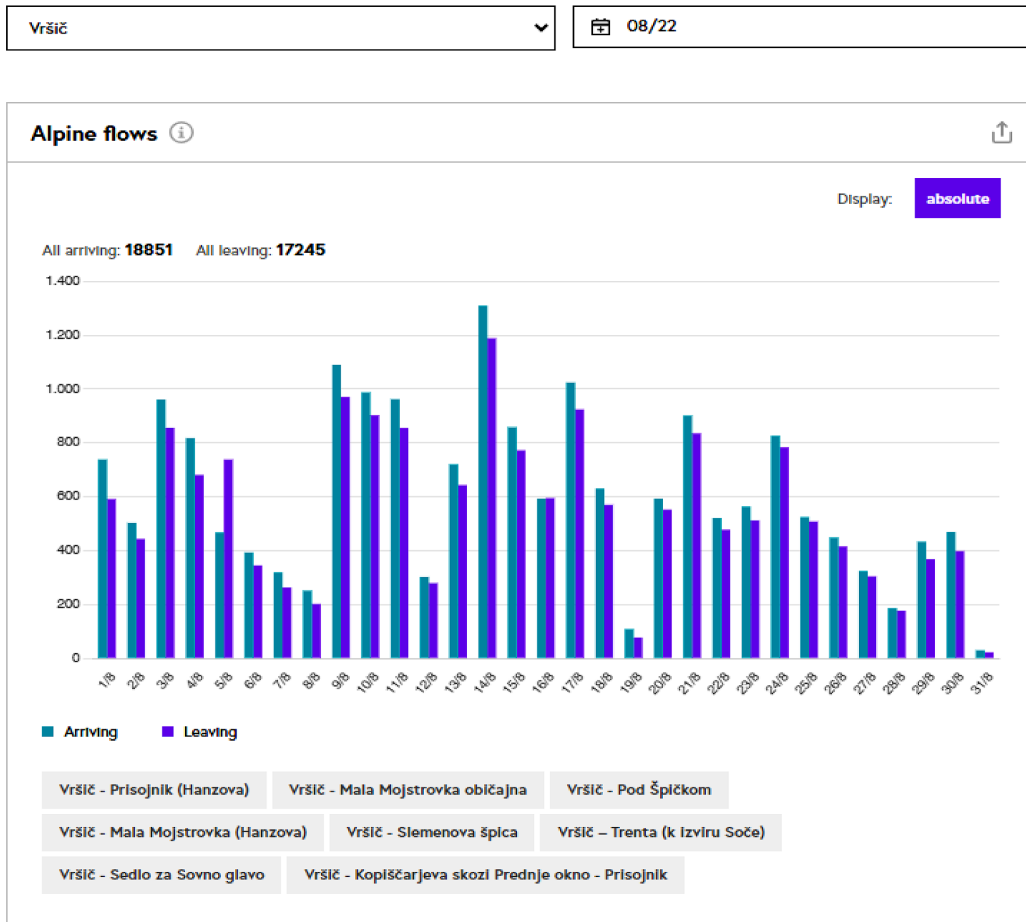 Vršič
08/22
Alpine flows
Display: absolute
All arriving: 18851 All leaving: 17245
1.400
1.200
1.000
800
600
400
200
0
1/8 2/8 3/8 4/8 5/8 6/8 7/8 8/8 9/8 10/8 11/8 12/8 13/8 14/8 15/8 16/8 17/8 18/8 19/8 20/8 21/8 22/8 23/8 24/8 25/8 26/8 27/8 28/8 29/8 30/8 31/8
Arriving Leaving
Vršič - Prisojnik (Hanzova) Vršič - Mala Mojstrovka običajna Vršič - Pod Špičkom
Vršič - Mala Mojstrovka (Hanzova) Vršič - Slemenova špica Vršič – Trenta (k izviru Soče)
Vršič - Sedlo za Sovno glavo Vršič - Kopiščarjeva skozi Prednje okno - Prisojnik